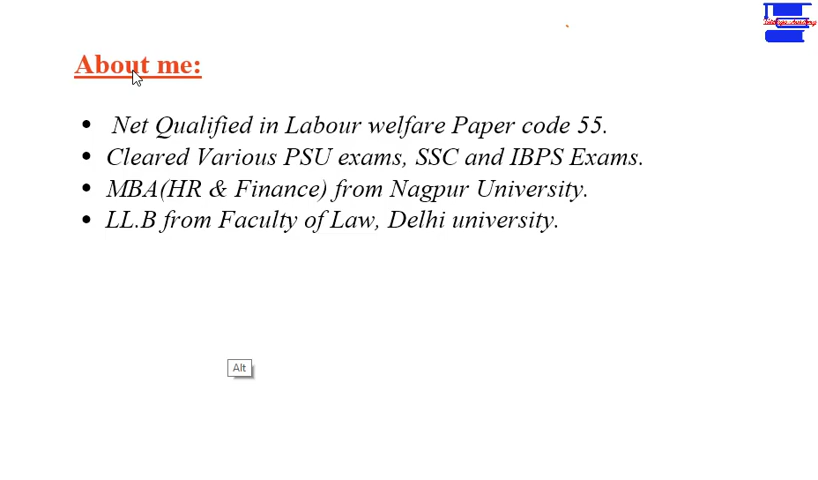 About me:
Net Qualified in Labour welfare Paper code 55.
Cleared Various PSU exams, SSC and IBPS Exams.
MBA(HR & Finance) from Nagpur University.
LL.B from Faculty of Law, Delhi university.
Alt